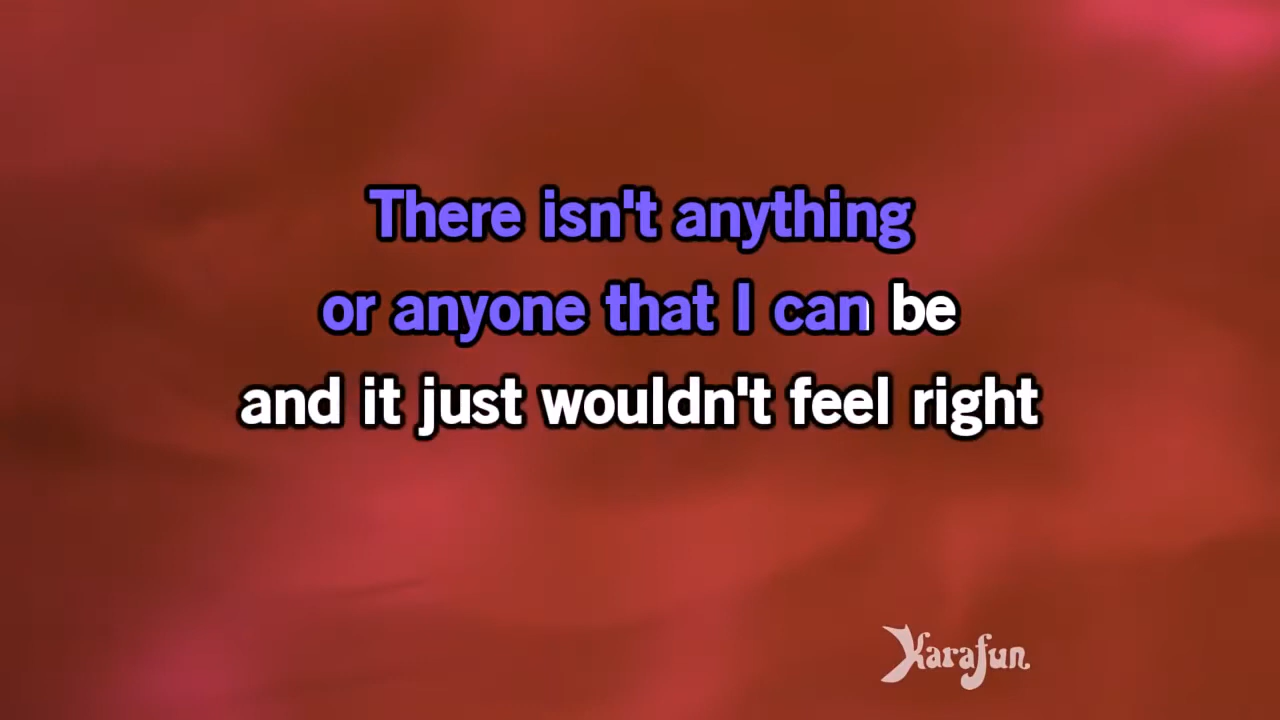 There isn't anything
or anyone that I can be
and it just wouldn't feel right
Karafun